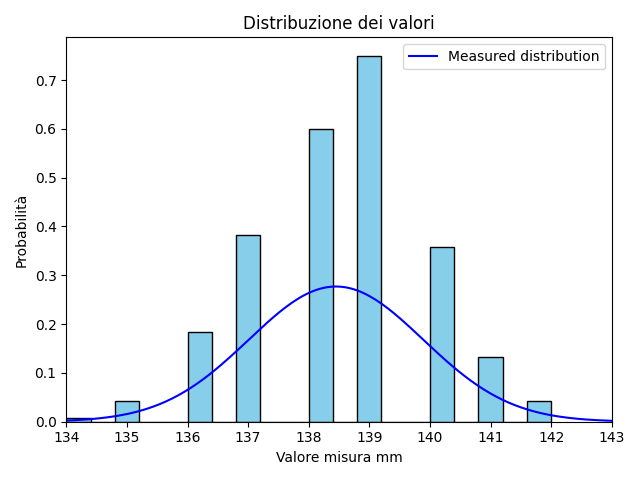 Distribuzione dei valori
Measured distribution
Probabilità
0.7
0.6
0.5
0.4
0.3
0.2
0.1
0.0
134 135 136 137 138 139 140 141 142 143
Valore misura mm